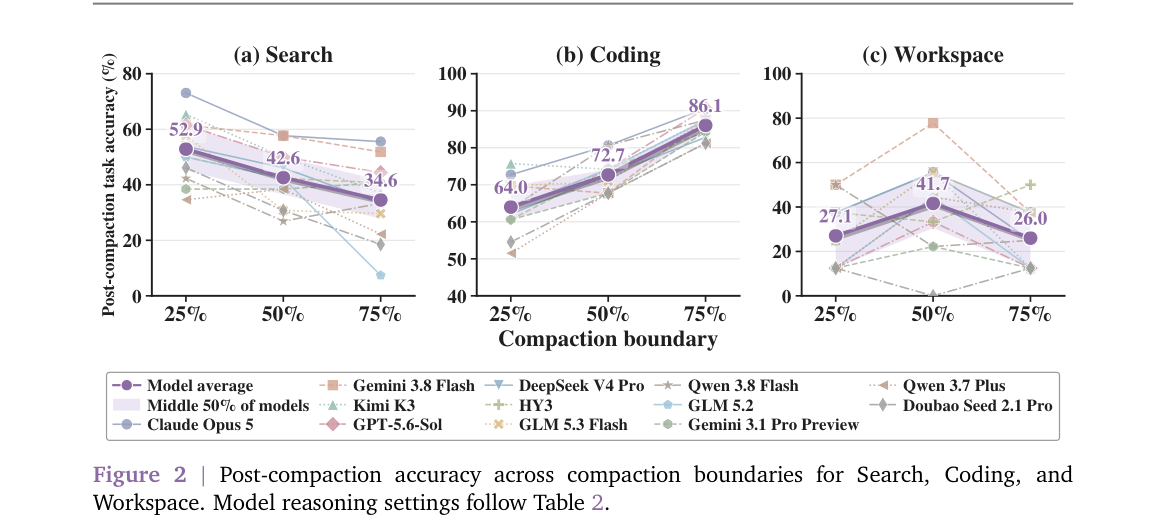 (a) Search
(b) Coding
(c) Workspace
Post-compaction task accuracy (%)
80
60
40
20
0
52.9
42.6
34.6
25%
50%
75%
100
90
80
70
60
50
40
64.0
72.7
86.1
25%
50%
75%
100
80
60
40
20
0
27.1
41.7
26.0
25%
50%
75%
Compaction boundary
Model average
Middle 50% of models
Claude Opus 5
Gemini 3.8 Flash
Kimi K3
GPT-5.6-Sol
DeepSeek V4 Pro
HY3
GLM 5.3 Flash
Qwen 3.8 Flash
GLM 5.2
Gemini 3.1 Pro Preview
Qwen 3.7 Plus
Doubao Seed 2.1 Pro
Figure 2 | Post-compaction accuracy across compaction boundaries for Search, Coding, and
Workspace. Model reasoning settings follow Table 2.